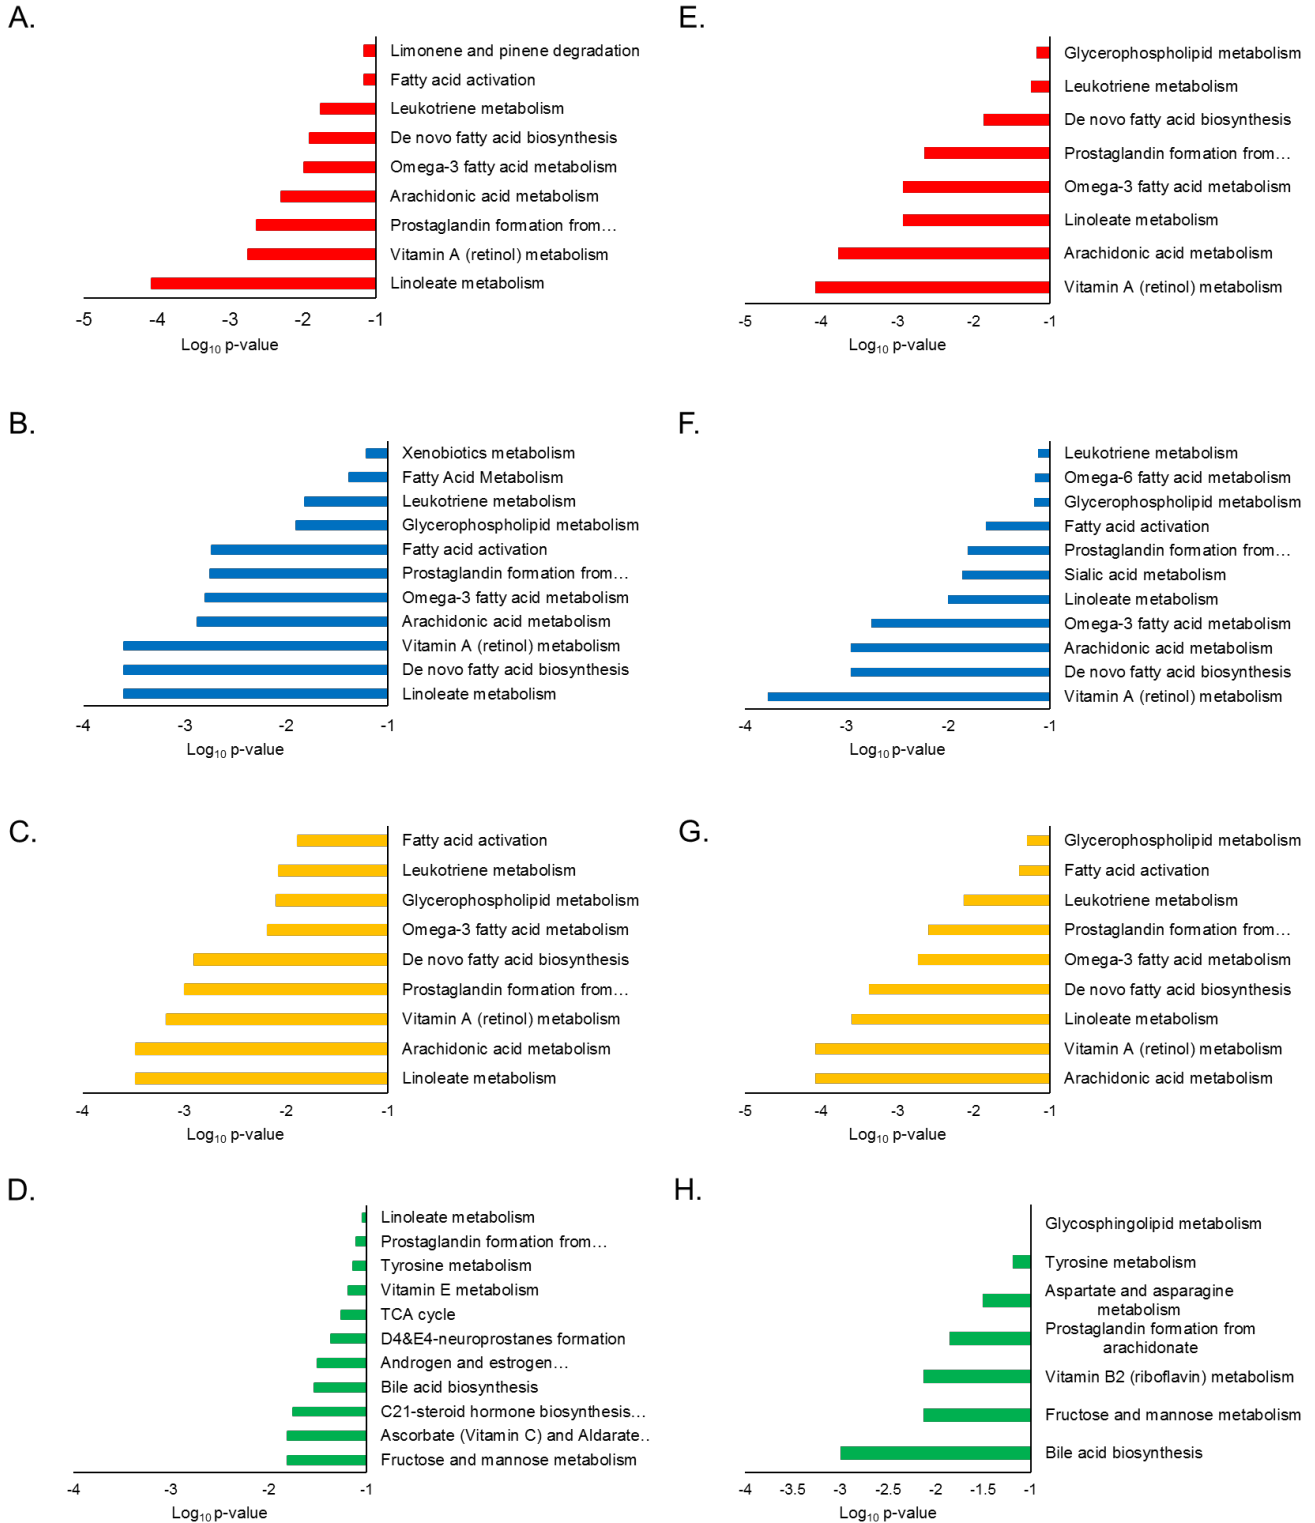 A.
Limonene and pinene degradation
Fatty acid activation
Leukotriene metabolism
De novo fatty acid biosynthesis
Omega-3 fatty acid metabolism
Arachidonic acid metabolism
Prostaglandin formation from…
Vitamin A (retinol) metabolism
Linoleate metabolism
-5 -4 -3 -2 -1
Log10 p-value
E.
Glycerophospholipid metabolism
Leukotriene metabolism
De novo fatty acid biosynthesis
Prostaglandin formation from…
Omega-3 fatty acid metabolism
Linoleate metabolism
Arachidonic acid metabolism
Vitamin A (retinol) metabolism
-5 -4 -3 -2 -1
Log10 p-value
B.
Xenobiotics metabolism
Fatty Acid Metabolism
Leukotriene metabolism
Glycerophospholipid metabolism
Fatty acid activation
Prostaglandin formation from…
Omega-3 fatty acid metabolism
Arachidonic acid metabolism
Vitamin A (retinol) metabolism
De novo fatty acid biosynthesis
Linoleate metabolism
-4 -3 -2 -1
Log10 p-value
F.
Leukotriene metabolism
Omega-6 fatty acid metabolism
Glycerophospholipid metabolism
Fatty acid activation
Prostaglandin formation from…
Sialic acid metabolism
Linoleate metabolism
Omega-3 fatty acid metabolism
Arachidonic acid metabolism
De novo fatty acid biosynthesis
Vitamin A (retinol) metabolism
-4 -3 -2 -1
Log10 p-value
C.
Fatty acid activation
Leukotriene metabolism
Glycerophospholipid metabolism
Omega-3 fatty acid metabolism
De novo fatty acid biosynthesis
Prostaglandin formation from…
Vitamin A (retinol) metabolism
Arachidonic acid metabolism
Linoleate metabolism
-4 -3 -2 -1
Log10 p-value
G.
Glycerophospholipid metabolism
Fatty acid activation
Leukotriene metabolism
Prostaglandin formation from…
Omega-3 fatty acid metabolism
De novo fatty acid biosynthesis
Linoleate metabolism
Vitamin A (retinol) metabolism
Arachidonic acid metabolism
-5 -4 -3 -2 -1
Log10 p-value
D.
Linoleate metabolism
Prostaglandin formation from…
Tyrosine metabolism
Vitamin E metabolism
TCA cycle
D4&E4-neuroprostanes formation
Androgen and estrogen…
Bile acid biosynthesis
C21-steroid hormone biosynthesis…
Ascorbate (Vitamin C) and Aldarate..
Fructose and mannose metabolism
-4 -3 -2 -1
Log10 p-value
H.
Glycosphingolipid metabolism
Tyrosine metabolism
Aspartate and asparagine
metabolism
Prostaglandin formation from
arachidonate
Vitamin B2 (riboflavin) metabolism
Fructose and mannose metabolism
Bile acid biosynthesis
-4 -3.5 -3 -2.5 -2 -1.5 -1
Log10 p-value